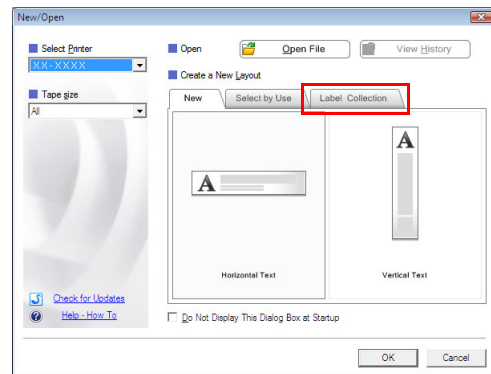 New/Open
Select Printer
XX-XXXX
Tape size
All
Check for Updates
Help - How To
Open
Open File
View History
Create a New Layout
New
Select by Use
Label Collection
A
Horizontal Text
A
Vertical Text
Do Not Display This Dialog Box at Startup
OK
Cancel